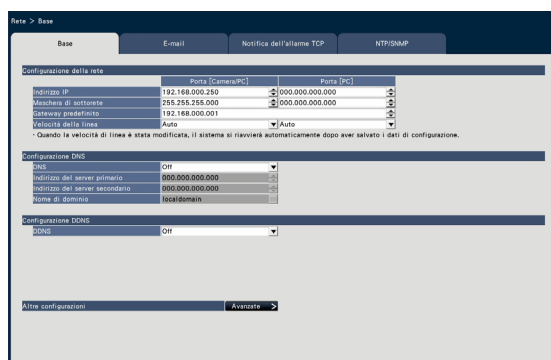 Rete > Base
Base E-mail Notifica dell'allarme TCP NTP/SNMP
Configurazione della rete
Porta [Camera/PC] Porta [PC]
Indirizzo IP 192.168.000.250 000.000.000.000
Maschera di sottorete 255.255.255.000 000.000.000.000
Gateway predefinito 192.168.000.001
Velocità della linea Auto Auto
· Quando la velocità di linea è stata modificata, il sistema si riavvierà automaticamente dopo aver salvato i dati di configurazione.
Configurazione DNS
DNS Off
Indirizzo del server primario 000.000.000.000
Indirizzo del server secondario 000.000.000.000
Nome di dominio localdomain
Configurazione DDNS
DDNS Off
Altre configurazioni Avanzate >